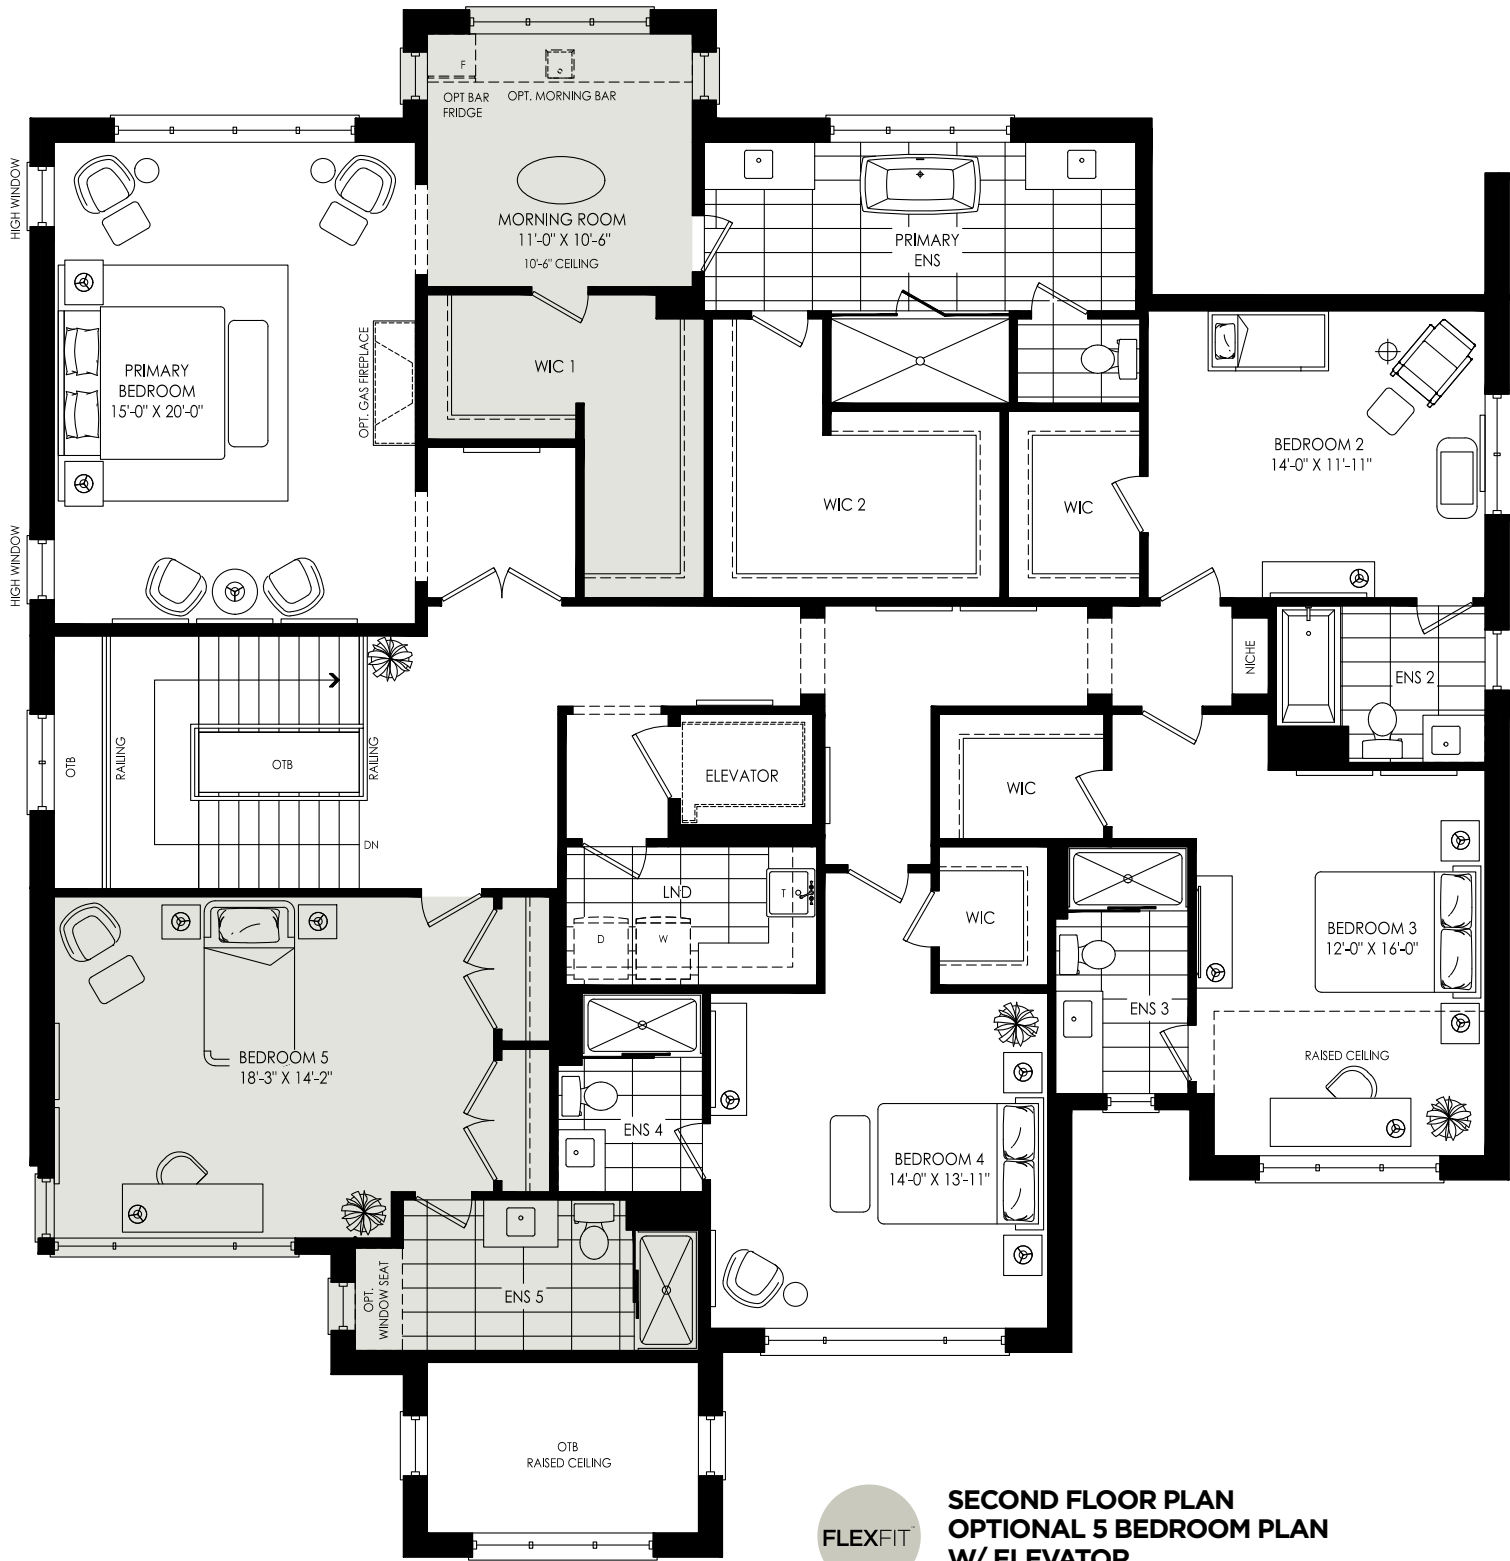 F
S
OPT BAR
FRIDGE
OPT. MORNING BAR
HIGH WINDOW
MORNING ROOM
11'-0" X 10'-6"
10'-6" CEILING
PRIMARY
ENS
PRIMARY
BEDROOM
15'-0" X 20'-0"
OPT. GAS FIREPLACE
WIC 1
BEDROOM 2
14'-0" X 11'-11"
WIC 2
WIC
HIGH WINDOW
NICHE
ENS 2
OTB
RAILING
OTB
RAILING
DN
ELEVATOR
WIC
LND
T
D
W
WIC
BEDROOM 3
12'-0" X 16'-0"
ENS 3
RAISED CEILING
BEDROOM 5
18'-3" X 14'-2"
ENS 4
BEDROOM 4
14'-0" X 13'-11"
OPT.
WINDOW SEAT
ENS 5
OTB
RAISED CEILING
FLEXFIT™
SECOND FLOOR PLAN
OPTIONAL 5 BEDROOM PLAN
W/ ELEVATOR